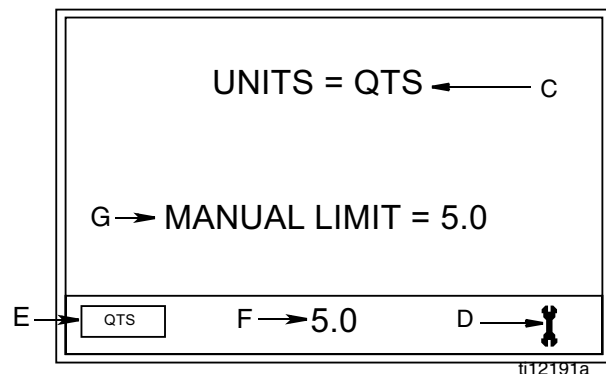 UNITS = QTS C
G MANUAL LIMIT = 5.0
E QTS F 5.0 D
ti12191a